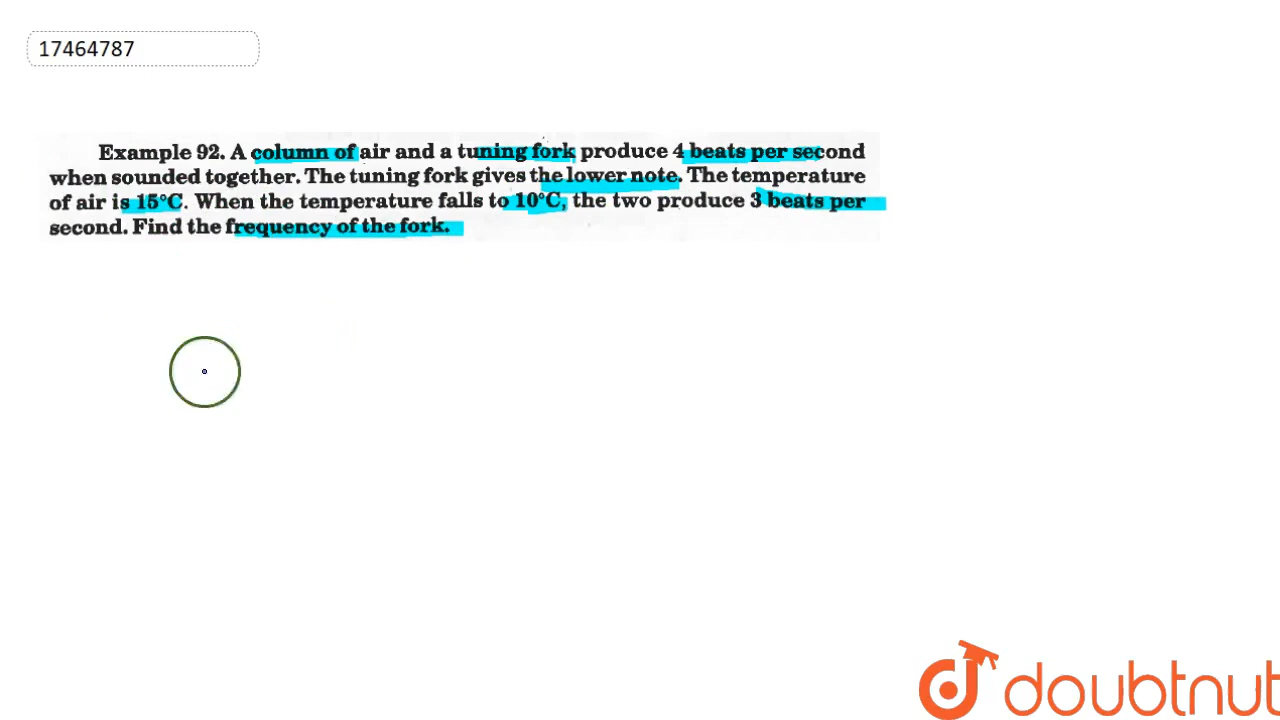 17464787
Example 92. A column of air and a tuning fork produce 4 beats per second
when sounded together. The tuning fork gives the lower note. The temperature
of air is 15°C. When the temperature falls to 10°C, the two produce 3 beats per
second. Find the frequency of the fork.
doubtnut